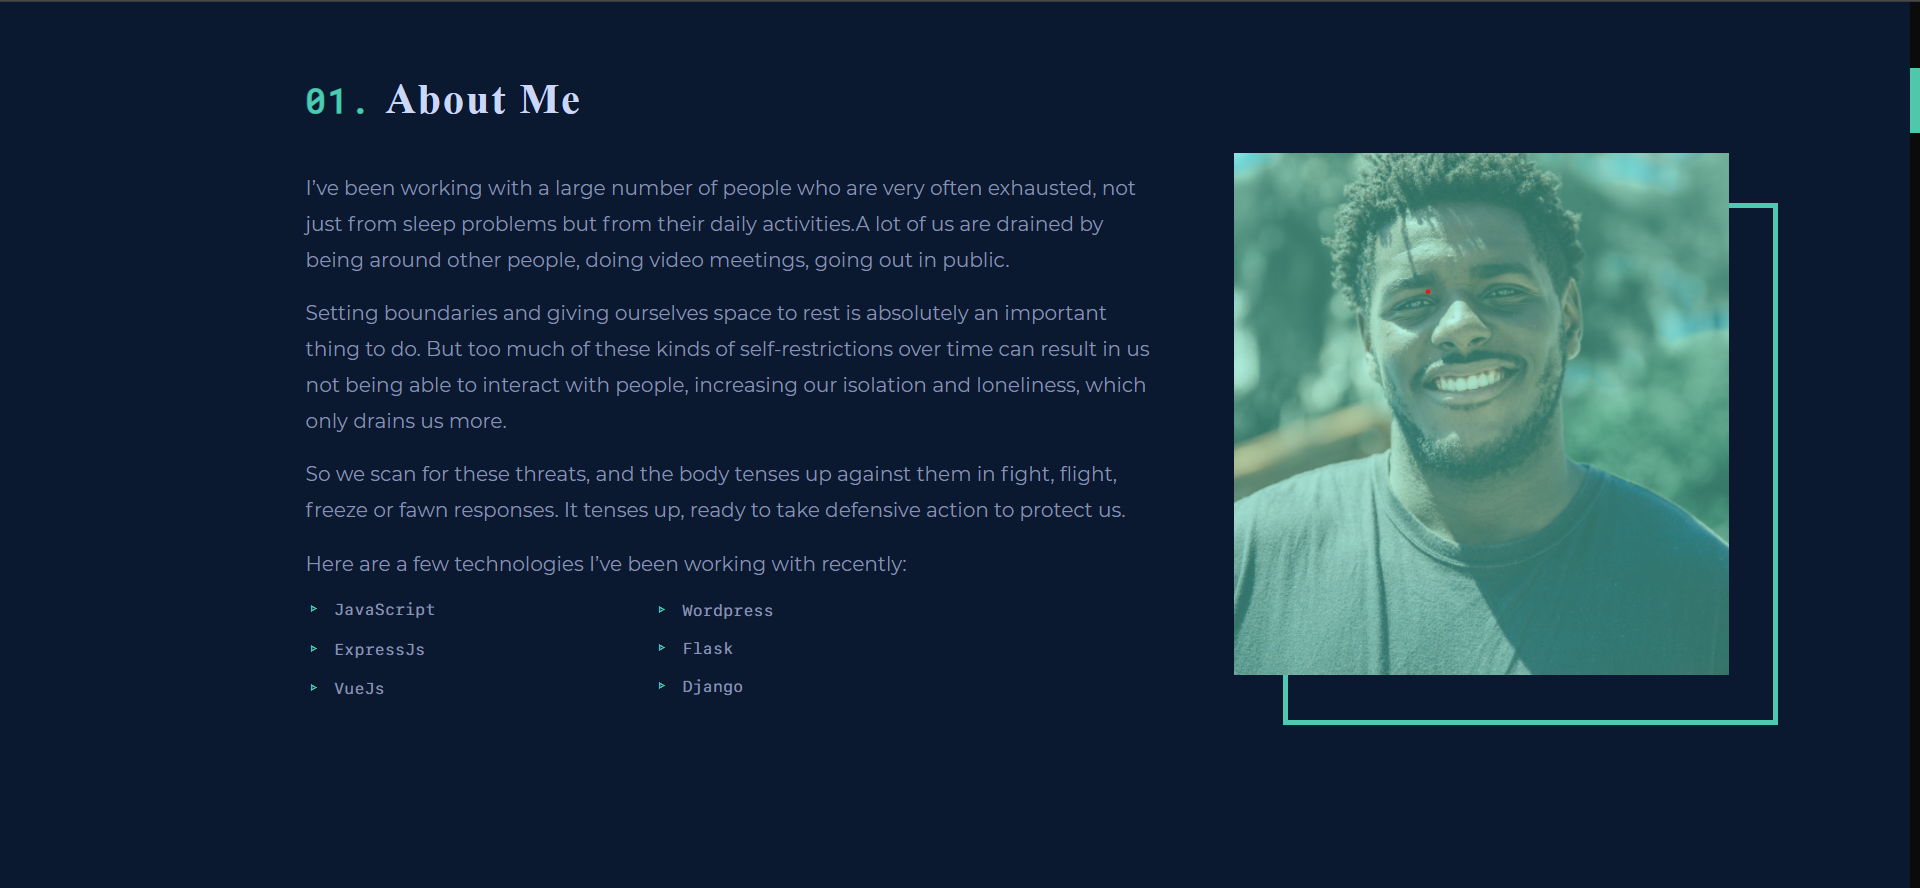 01. About Me
I’ve been working with a large number of people who are very often exhausted, not
just from sleep problems but from their daily activities.A lot of us are drained by
being around other people, doing video meetings, going out in public.
Setting boundaries and giving ourselves space to rest is absolutely an important
thing to do. But too much of these kinds of self-restrictions over time can result in us
not being able to interact with people, increasing our isolation and loneliness, which
only drains us more.
So we scan for these threats, and the body tenses up against them in fight, flight,
freeze or fawn responses. It tenses up, ready to take defensive action to protect us.
Here are a few technologies I’ve been working with recently:
JavaScript
ExpressJs
VueJs
Wordpress
Flask
Django